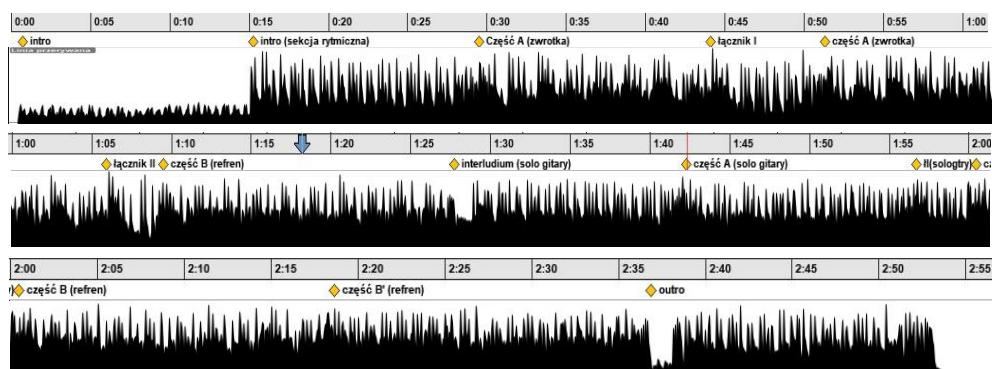 0:00 0:05 0:10 0:15 0:20 0:25 0:30 0:35 0:40 0:45 0:50 0:55 1:00
intro intro (sekcja rytmiczna) Część A (zwrotka) łącznik I część A (zwrotka)
Linia przerywana
1:00 1:05 1:10 1:15 1:20 1:25 1:30 1:35 1:40 1:45 1:50 1:55 2:00
łącznik II część B (refren) interludium (solo gitary) część A (solo gitary) łI(sologtry) cz
2:00 2:05 2:10 2:15 2:20 2:25 2:30 2:35 2:40 2:45 2:50 2:55
część B (refren) część B' (refren) outro